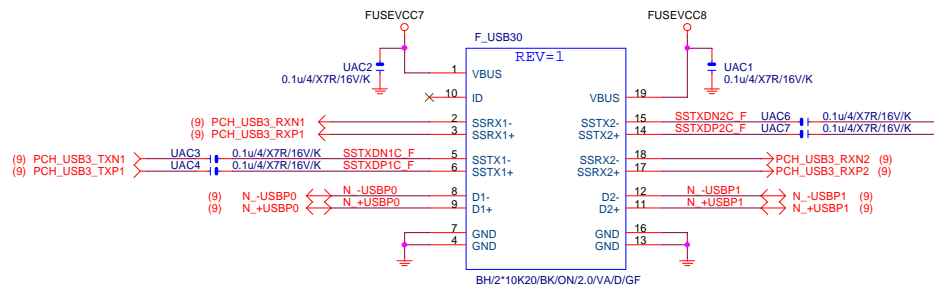 FUSEVCC7
FUSEVCC8
F_USB30
REV=1
UAC2
0.1u/4/X7R/16V/K
UAC1
0.1u/4/X7R/16V/K
1
VBUS
10
ID
VBUS
19
(9) PCH_USB3_RXN1
2
SSRX1-
SSTX2-
15
SSTXDN2C_F
UAC6
0.1u/4/X7R/16V/K
(9) PCH_USB3_RXP1
3
SSRX1+
SSTX2+
14
SSTXDP2C_F
UAC7
0.1u/4/X7R/16V/K
(9) PCH_USB3_TXN1
UAC3
0.1u/4/X7R/16V/K
SSTXDN1C_F
5
SSTX1-
SSRX2-
18
PCH_USB3_RXN2 (9)
(9) PCH_USB3_TXP1
UAC4
0.1u/4/X7R/16V/K
SSTXDP1C_F
6
SSTX1+
SSRX2+
17
PCH_USB3_RXP2 (9)
(9) N_-USBP0
N_-USBP0
8
D1-
D2-
12
N_-USBP1
N_-USBP1 (9)
(9) N_+USBP0
N_+USBP0
9
D1+
D2+
11
N_+USBP1
N_+USBP1 (9)
7
GND
GND
16
4
GND
GND
13
BH/2*10K20/BK/ON/2.0/VA/D/GF